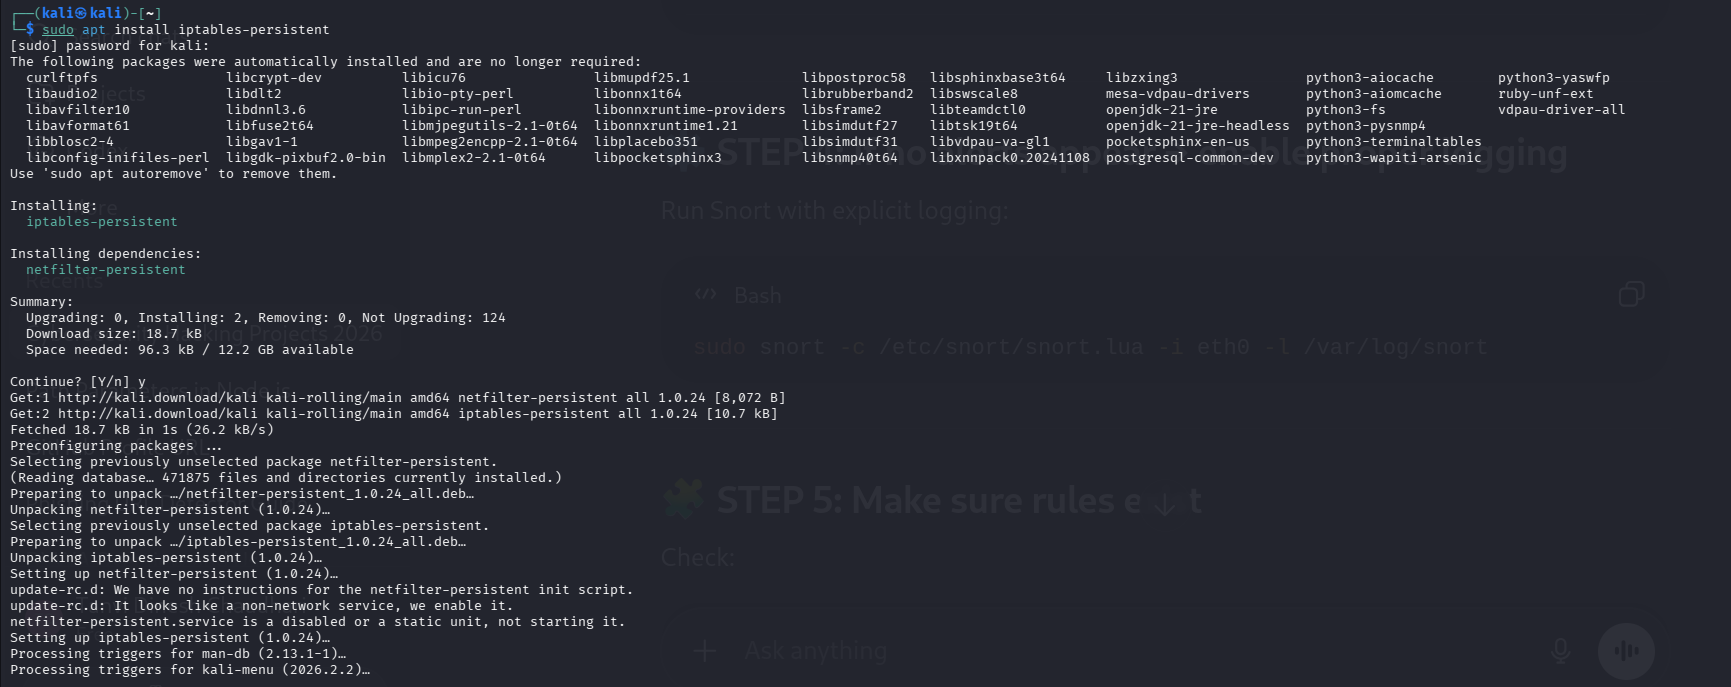 ┌──(kali㉿kali)-[~]
└─$ sudo apt install iptables-persistent
[sudo] password for kali:
The following packages were automatically installed and are no longer required:
  curlftpfs                libcrypt-dev          libicu76                libmupdf25.1              libpostproc58   libsphinxbase3t64    libzxing3                python3-aiocache        python3-yaswfp
  libaudio2                libdlt2               libio-pty-perl          libonnx1t64               librubberband2  libswscale8          mesa-vdpau-drivers       python3-aiomcache       ruby-unf-ext
  libavfilter10            libdnnl3.6            libipc-run-perl         libonnxruntime-providers  libsframe2      libteamdctl0         openjdk-21-jre           python3-fs              vdpau-driver-all
  libavformat61            libfuse2t64           libmjpegutils-2.1-0t64  libonnxruntime1.21        libsimdutf27    libtsk19t64          openjdk-21-jre-headless  python3-pysnmp4
  libblosc2-4              libgav1-1             libmpeg2encpp-2.1-0t64  libplacebo351             libsimdutf31    libvdpau-va-gl1      pocketsphinx-en-us       python3-terminaltables
  libconfig-inifiles-perl  libgdk-pixbuf2.0-bin  libmplex2-2.1-0t64      libpocketsphinx3          libsnmp40t64    libxnnpack0.20241108 postgresql-common-dev    python3-wapiti-arsenic
Use 'sudo apt autoremove' to remove them.
Installing:
  iptables-persistent
Installing dependencies:
  netfilter-persistent
Summary:
  Upgrading: 0, Installing: 2, Removing: 0, Not Upgrading: 124
  Download size: 18.7 kB
  Space needed: 96.3 kB / 12.2 GB available
Continue? [Y/n] y
Get:1 http://kali.download/kali kali-rolling/main amd64 netfilter-persistent all 1.0.24 [8,072 B]
Get:2 http://kali.download/kali kali-rolling/main amd64 iptables-persistent all 1.0.24 [10.7 kB]
Fetched 18.7 kB in 1s (26.2 kB/s)
Preconfiguring packages ...
Selecting previously unselected package netfilter-persistent.
(Reading database… 471875 files and directories currently installed.)
Preparing to unpack …/netfilter-persistent_1.0.24_all.deb…
Unpacking netfilter-persistent (1.0.24)…
Selecting previously unselected package iptables-persistent.
Preparing to unpack …/iptables-persistent_1.0.24_all.deb…
Unpacking iptables-persistent (1.0.24)…
Setting up netfilter-persistent (1.0.24)…
update-rc.d: We have no instructions for the netfilter-persistent init script.
update-rc.d: It looks like a non-network service, we enable it.
netfilter-persistent.service is a disabled or a static unit, not starting it.
Setting up iptables-persistent (1.0.24)…
Processing triggers for man-db (2.13.1-1)…
Processing triggers for kali-menu (2026.2.2)…
Projects
Recents
Projects 2026
STEP
logging
Run Snort with explicit logging:
Bash
sudo snort -c /etc/snort/snort.lua -i eth0 -l /var/log/snort
STEP 5: Make sure rules
Check:
Ask anything